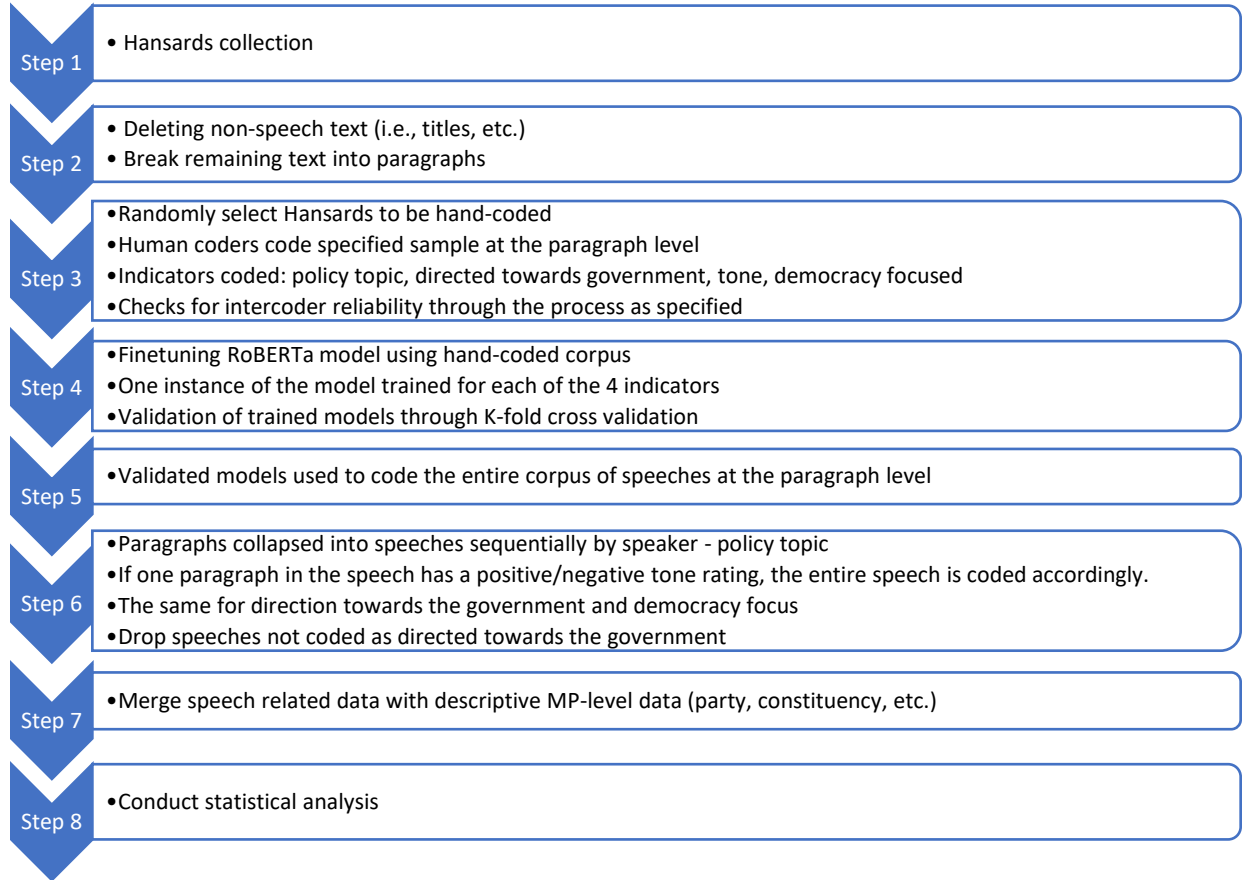 Step 1
• Hansards collection
Step 2
• Deleting non-speech text (i.e., titles, etc.)
• Break remaining text into paragraphs
Step 3
•Randomly select Hansards to be hand-coded
•Human coders code specified sample at the paragraph level
•Indicators coded: policy topic, directed towards government, tone, democracy focused
•Checks for intercoder reliability through the process as specified
Step 4
•Finetuning RoBERTa model using hand-coded corpus
•One instance of the model trained for each of the 4 indicators
•Validation of trained models through K-fold cross validation
Step 5
•Validated models used to code the entire corpus of speeches at the paragraph level
Step 6
•Paragraphs collapsed into speeches sequentially by speaker - policy topic
•If one paragraph in the speech has a positive/negative tone rating, the entire speech is coded accordingly.
•The same for direction towards the government and democracy focus
•Drop speeches not coded as directed towards the government
Step 7
•Merge speech related data with descriptive MP-level data (party, constituency, etc.)
Step 8
•Conduct statistical analysis